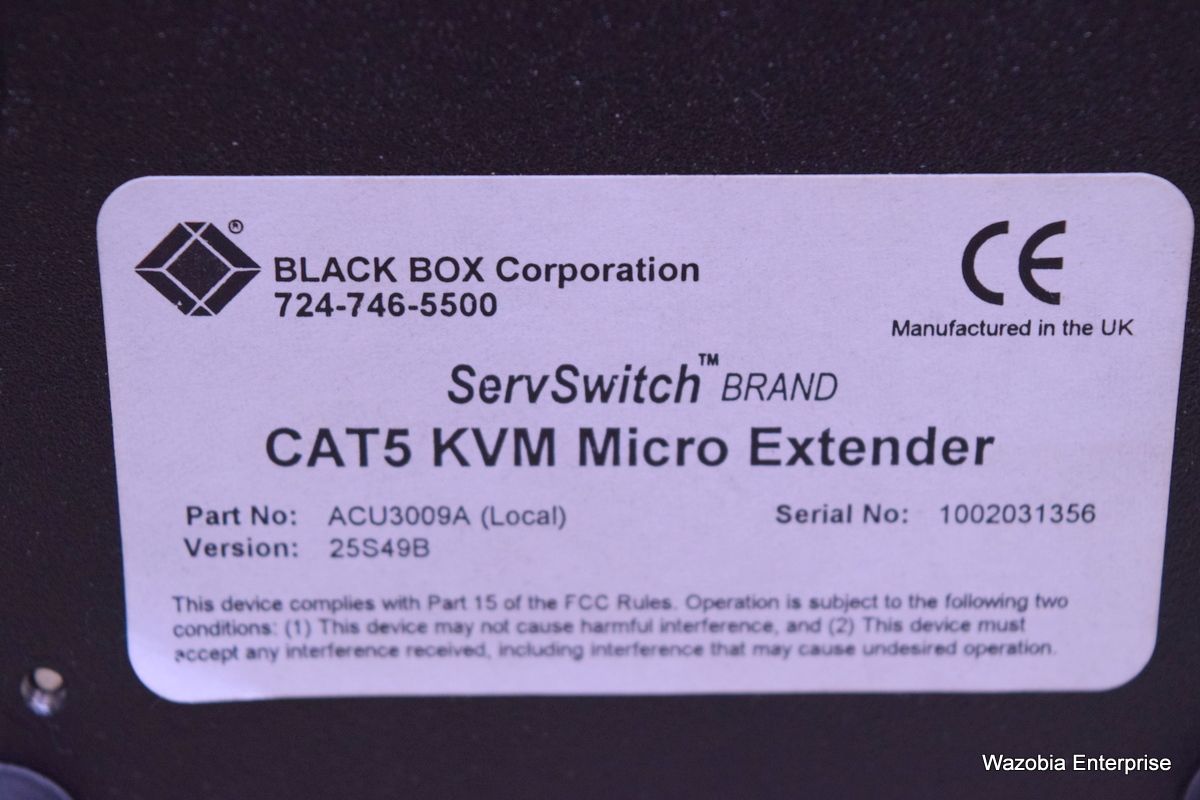 ®
BLACK BOX Corporation
724-746-5500
CE
Manufactured in the UK
ServSwitch™ BRAND
CAT5 KVM Micro Extender
Part No: ACU3009A (Local)
Serial No: 1002031356
Version: 25S49B
This device complies with Part 15 of the FCC Rules. Operation is subject to the following two
conditions: (1) This device may not cause harmful interference, and (2) This device must
accept any interference received, including interference that may cause undesired operation.
Wazobia Enterprise